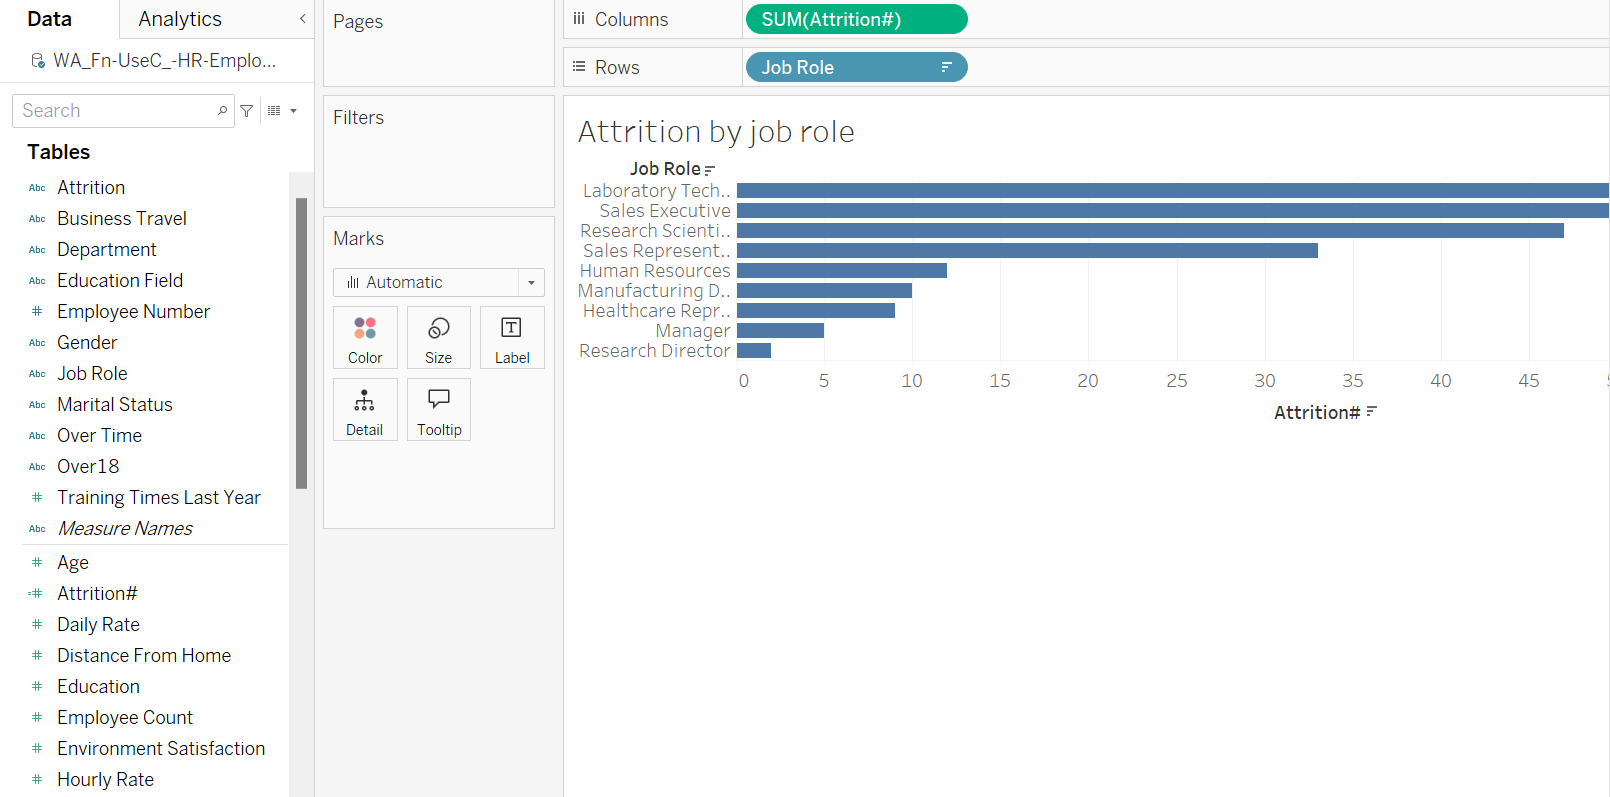 Data
Analytics
WA_Fn-UseC_-HR-Emplo...
Search
Tables
Abc Attrition
Abc Business Travel
Abc Department
Abc Education Field
# Employee Number
Abc Gender
Abc Job Role
Abc Marital Status
Abc Over Time
Abc Over18
# Training Times Last Year
Abc Measure Names
# Age
=# Attrition#
# Daily Rate
# Distance From Home
# Education
# Employee Count
# Environment Satisfaction
# Hourly Rate
Pages
Filters
Marks
Automatic
Color
Size
T
Label
Detail
Tooltip
Columns
SUM(Attrition#)
Rows
Job Role
Attrition by job role
Job Role
Laboratory Tech..
Sales Executive
Research Scienti..
Sales Represent..
Human Resources
Manufacturing D..
Healthcare Repr..
Manager
Research Director
0 5 10 15 20 25 30 35 40 45
Attrition#